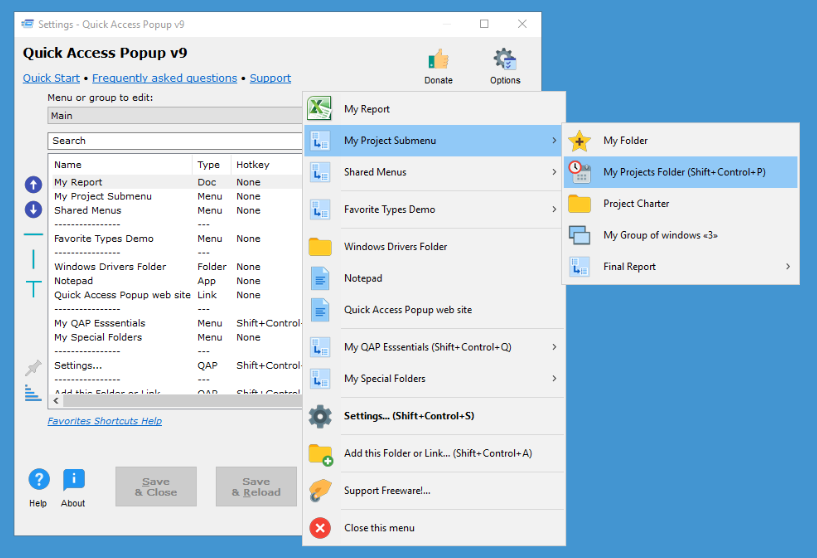 Settings - Quick Access Popup v9
Quick Access Popup v9
Donate
Options
Quick Start • Frequently asked questions • Support
Menu or group to edit:
Main
Search
Name Type Hotkey
My Report Doc None
My Project Submenu Menu None
Shared Menus Menu None
---------------- ---
Favorite Types Demo Menu None
---------------- ---
Windows Drivers Folder Folder None
Notepad App None
Quick Access Popup web site Link None
---------------- ---
My QAP Esssentials Menu Shift+Control-
My Special Folders Menu None
---------------- ---
Settings... QAP Shift+Control-
---------------- ---
Add this Folder or Link... QAP Shift+Control-
Favorites Shortcuts Help
Help
About
Save
& Close
Save
& Reload
My Report
My Project Submenu
Shared Menus
Favorite Types Demo
Windows Drivers Folder
Notepad
Quick Access Popup web site
My QAP Esssentials (Shift+Control+Q)
My Special Folders
Settings... (Shift+Control+S)
Add this Folder or Link... (Shift+Control+A)
Support Freeware!...
Close this menu
My Folder
My Projects Folder (Shift+Control+P)
Project Charter
My Group of windows «3»
Final Report